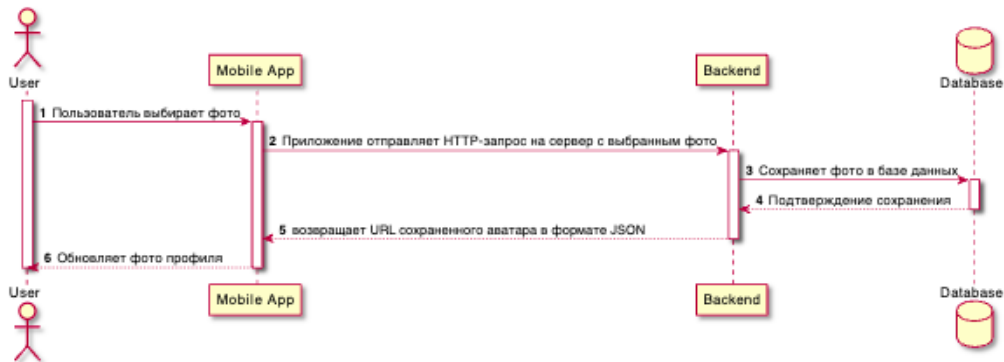 User
Mobile App
Backend
Database
1 Пользователь выбирает фото
2 Приложение отправляет HTTP-запрос на сервер с выбранным фото
3 Сохраняет фото в базе данных
4 Подтверждение сохранения
5 возвращает URL сохраненного аватара в формате JSON
6 Обновляет фото профиля
User
Mobile App
Backend
Database